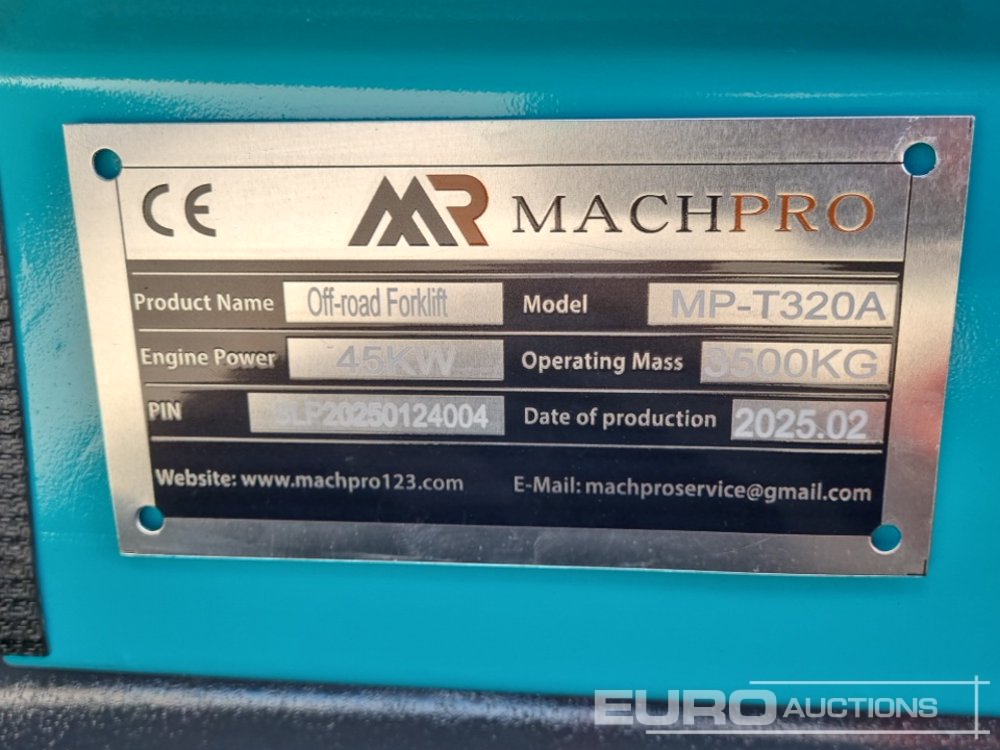 CE MR MACHPRO
Product Name Off-road Forklift Model MP-T320A
Engine Power 45KW Operating Mass 3500KG
PIN SLP20250124004 Date of production 2025.02
Website: www.machpro123.com E-Mail: machproservice@gmail.com
EURO AUCTIONS